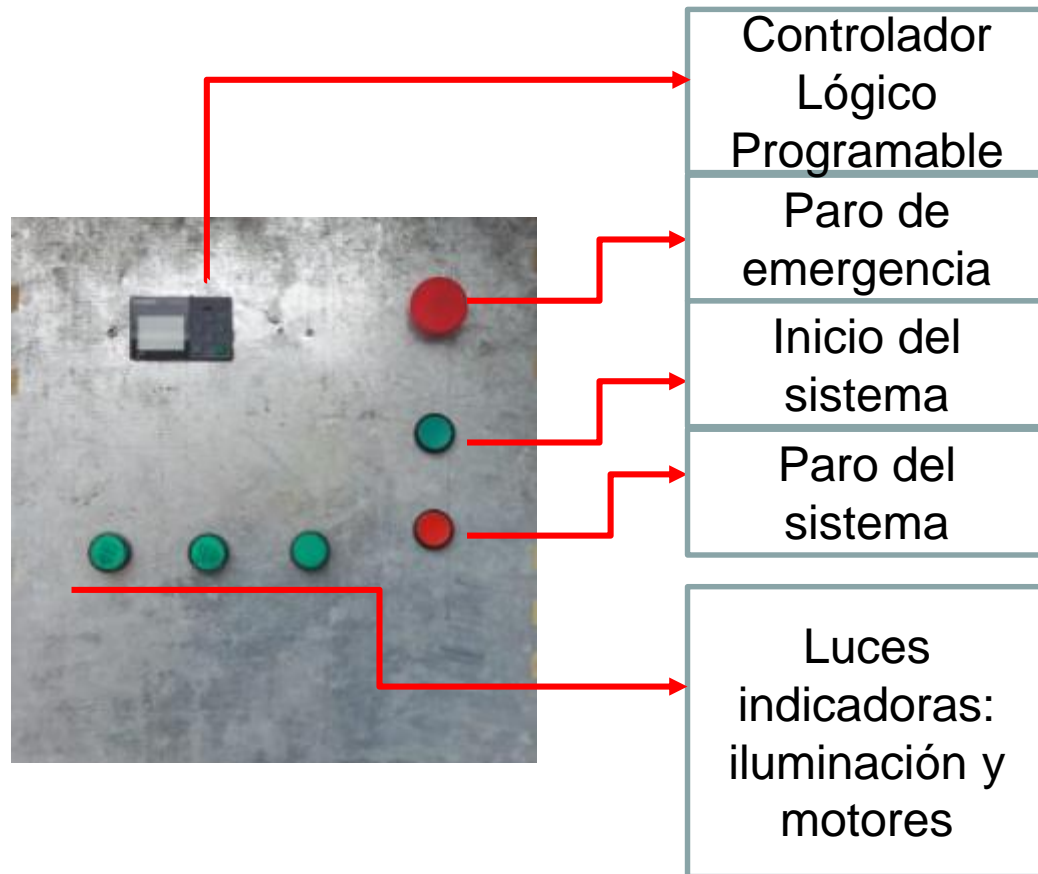 Controlador
Lógico
Programable
Paro de
emergencia
Inicio del
sistema
Paro del
sistema
Luces
indicadoras:
iluminación y
motores